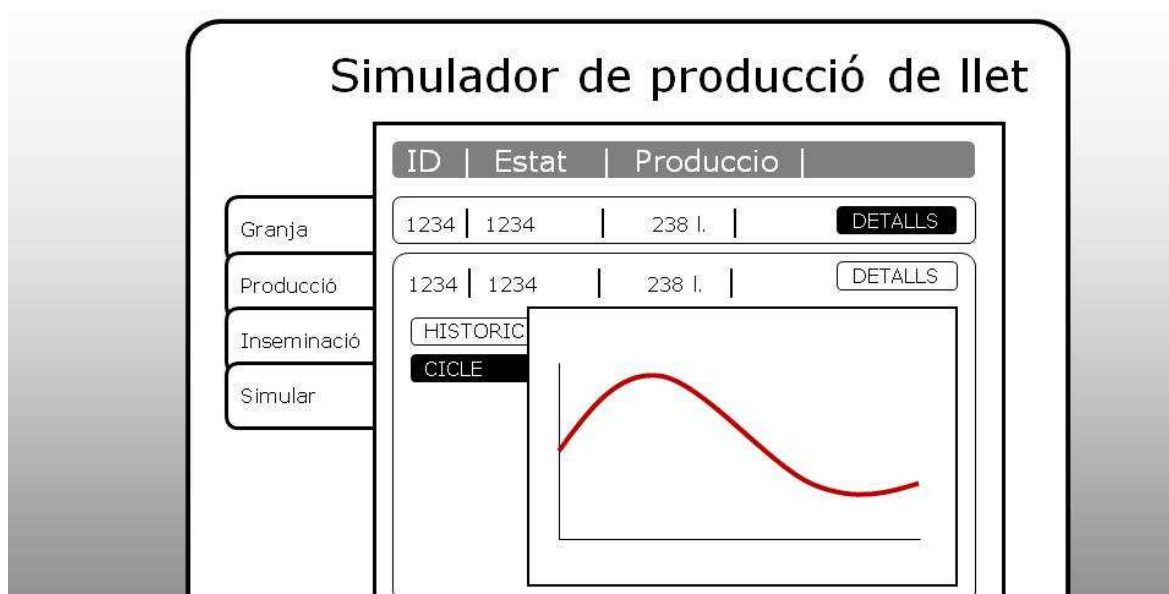 Simulador de producció de llet
ID | Estat | Produccio |
Granja
Producció
Inseminació
Simular
1234 | 1234 | 238 l. | DETALLS
1234 | 1234 | 238 l. | DETALLS
HISTORIC
CICLE